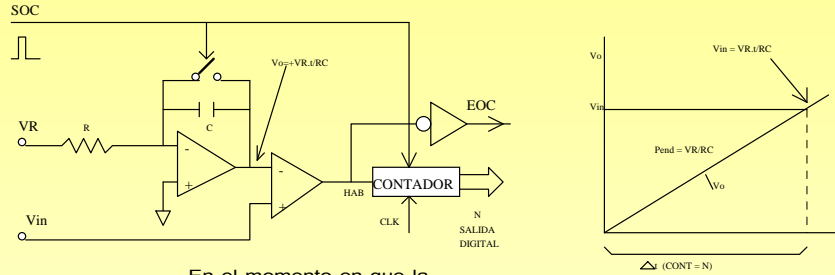 SOC
Vo=+VR.t/RC
VR
R
C
-
+
-
+
EOC
HAB
CONTADOR
CLK
N
SALIDA
DIGITAL
Vin
Vo
Vin = VR.t/RC
Vin
Pend = VR/RC
Vo
t (CONT = N)
En el momento en que la